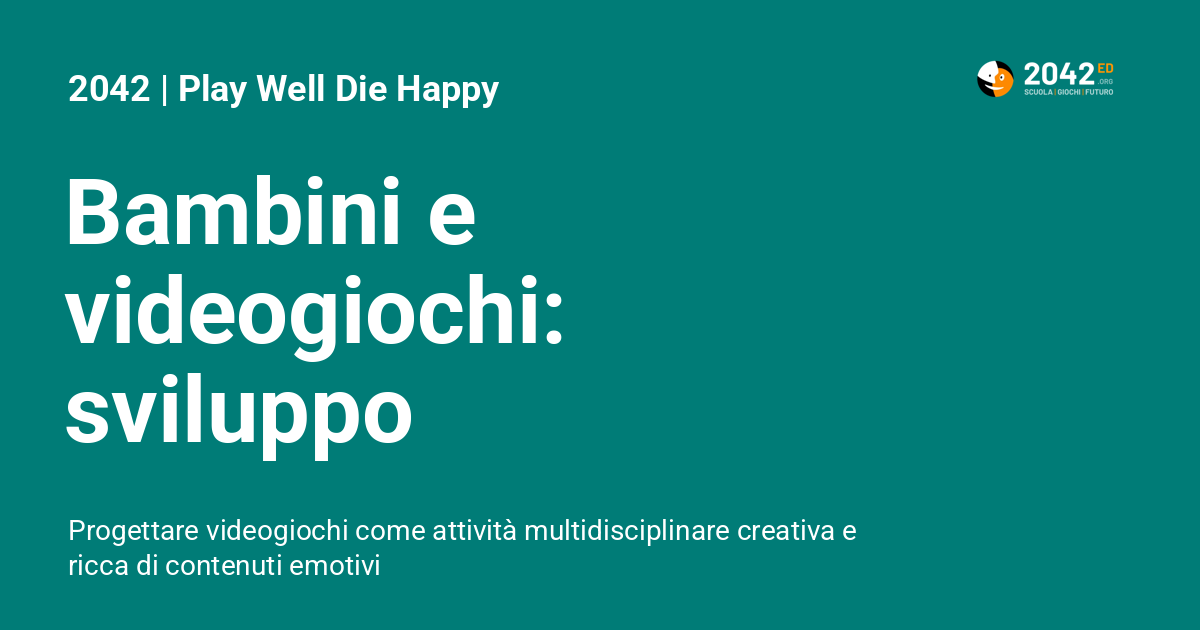 2042 | Play Well Die Happy
2042 ED
.ORG
SCUOLA | GIOCHI | FUTURO
Bambini e
videogiochi:
sviluppo
Progettare videogiochi come attività multidisciplinare creativa e
ricca di contenuti emotivi